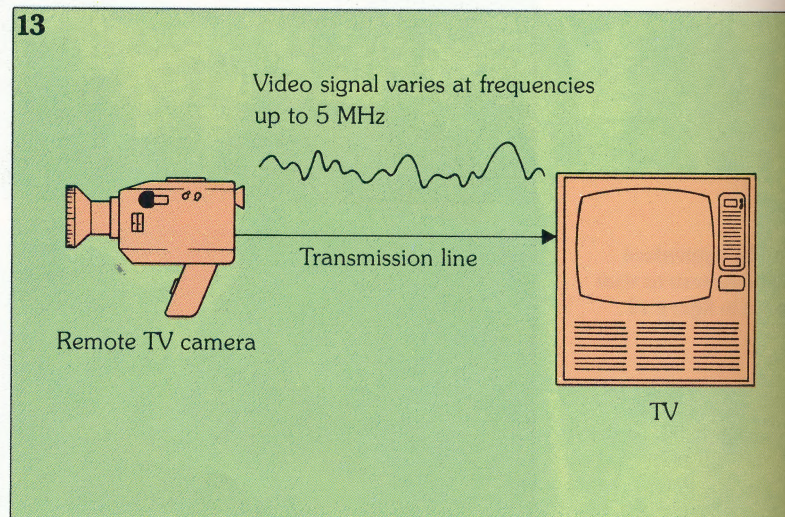 13
Video signal varies at frequencies
up to 5 MHz
Transmission line
Remote TV camera
TV